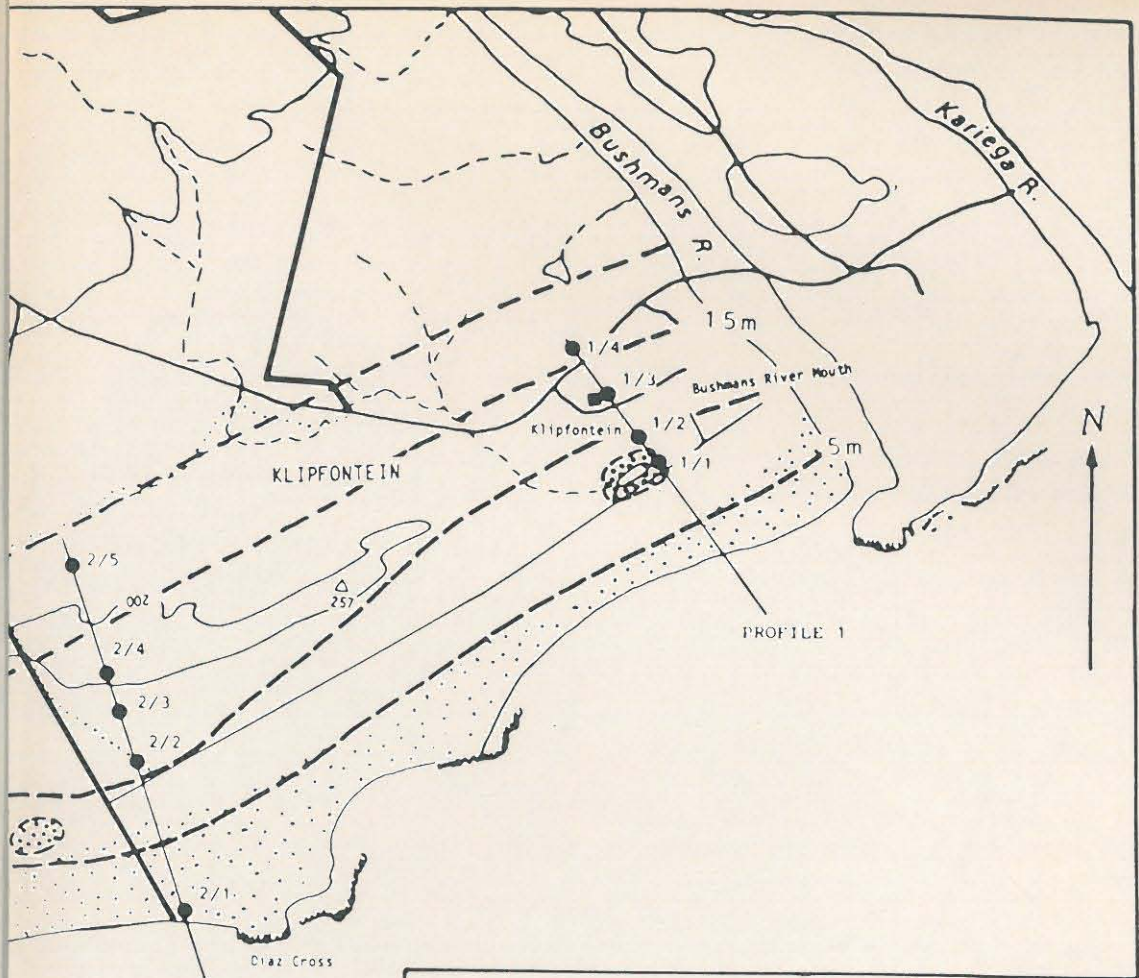 Kariega R.
Bushmans R.
15m
1/4
1/3
Bushmans River Mouth
Klipfontein
1/2
N
5m
1/1
KLIPFONTEIN
2/5
002
257
PROFILE 1
2/4
2/3
2/2
2/1
Diaz Cross